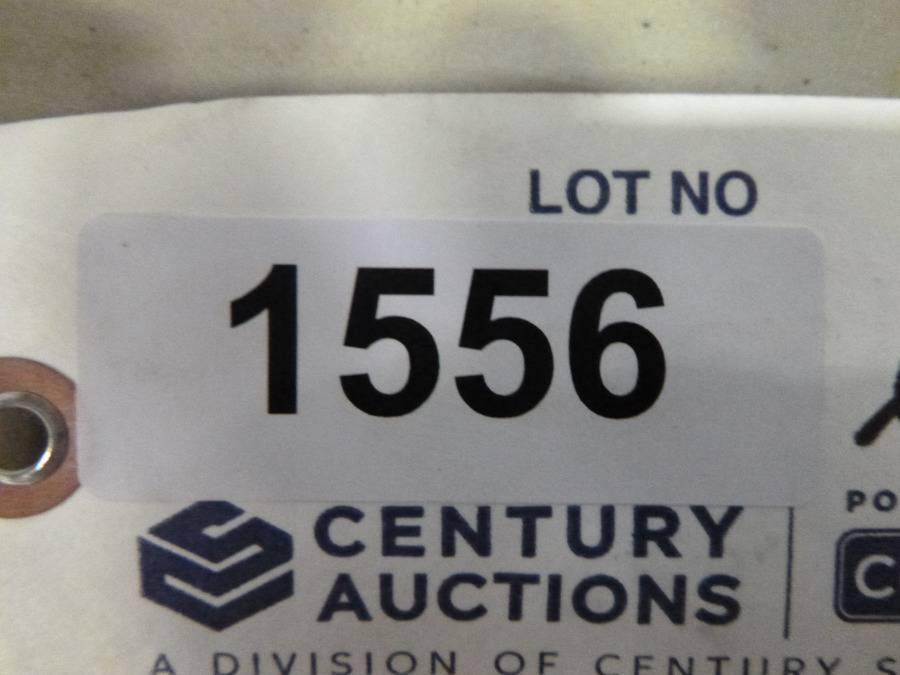 LOT NO
1556
CENTURY
AUCTIONS
A DIVISION OF CENTURY